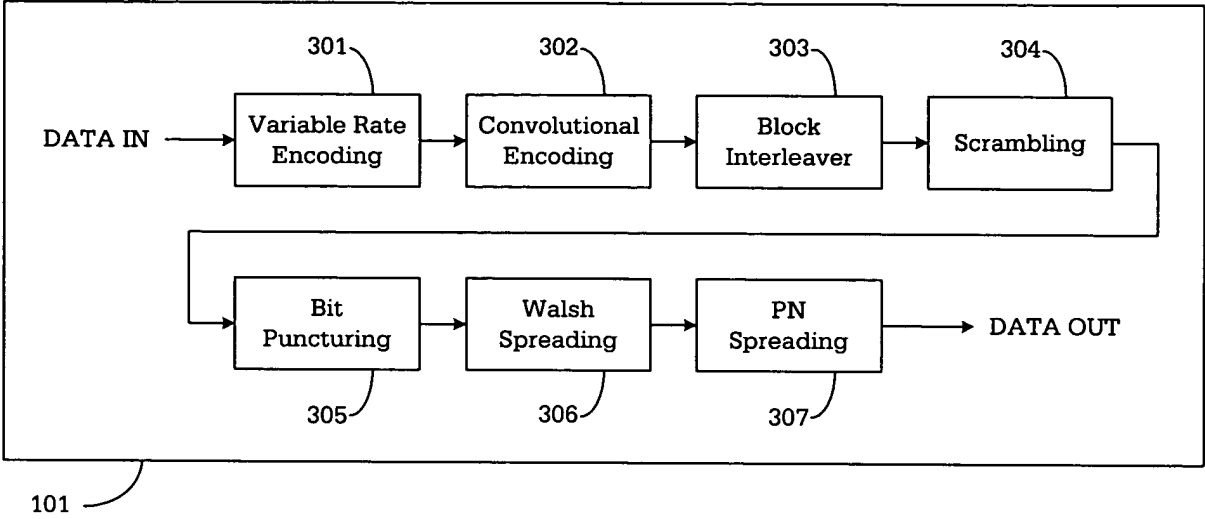 301
302
303
304
DATA IN
Variable Rate
Encoding
Convolutional
Encoding
Block
Interleaver
Scrambling
Bit
Puncturing
Walsh
Spreading
PN
Spreading
DATA OUT
305
306
307
101